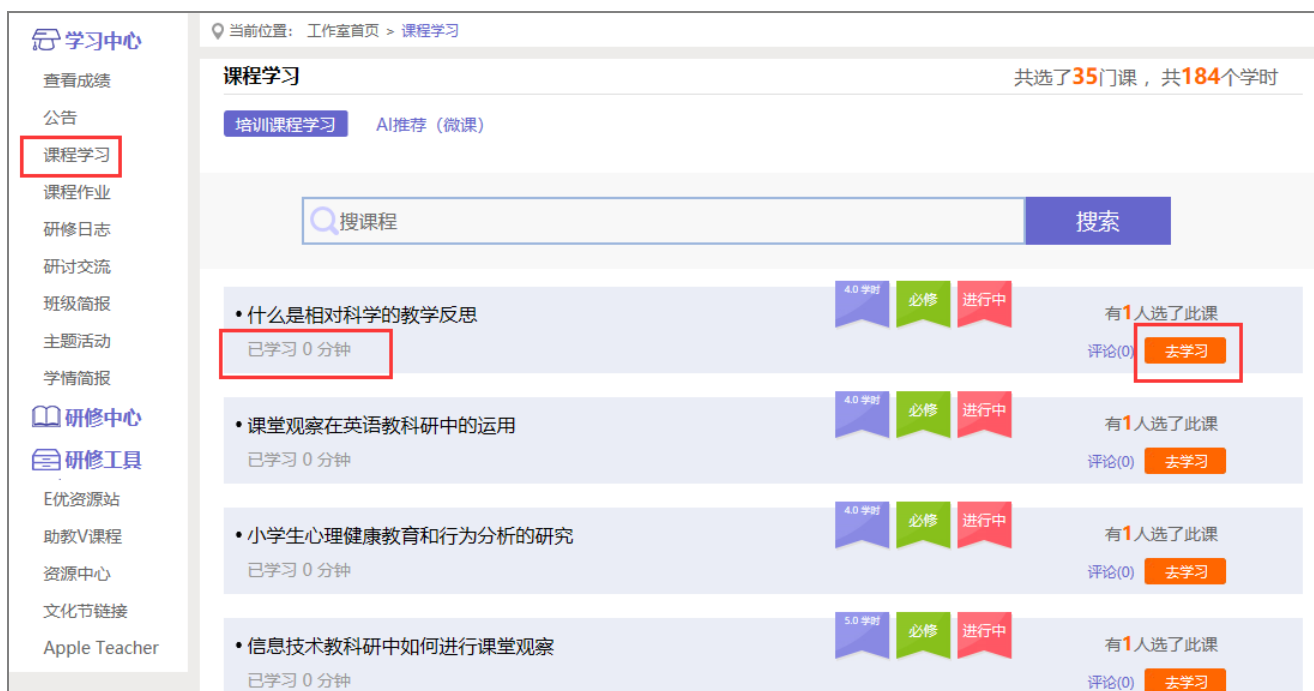 学习中心
查看成绩
公告
课程学习
课程作业
研修日志
研讨交流
班级简报
主题活动
学情简报
研修中心
研修工具
E优资源站
助教V课程
资源中心
文化节链接
Apple Teacher
当前位置： 工作室首页 > 课程学习
课程学习
共选了35门课 ，共184个学时
培训课程学习 AI推荐（微课）
搜课程 搜索
• 什么是相对科学的教学反思 4.0 学时 必修 进行中 有1人选了此课
已学习 0 分钟 评论(0) 去学习
• 课堂观察在英语教科研中的运用 4.0 学时 必修 进行中 有1人选了此课
已学习 0 分钟 评论(0) 去学习
• 小学生心理健康教育和行为分析的研究 4.0 学时 必修 进行中 有1人选了此课
已学习 0 分钟 评论(0) 去学习
• 信息技术教科研中如何进行课堂观察 5.0 学时 必修 进行中 有1人选了此课
已学习 0 分钟 评论(0) 去学习